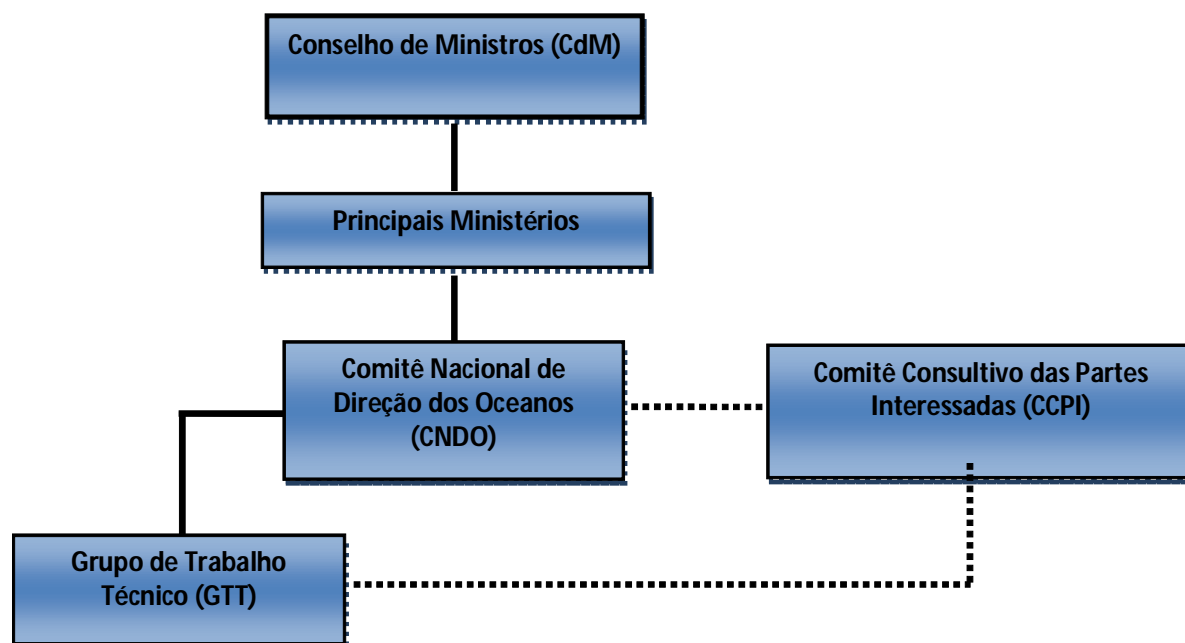 Conselho de Ministros (CdM)
Principais Ministérios
Comitê Nacional de
Direção dos Oceanos
(CNDO)
Comitê Consultivo das Partes
Interessadas (CCPI)
Grupo de Trabalho
Técnico (GTT)